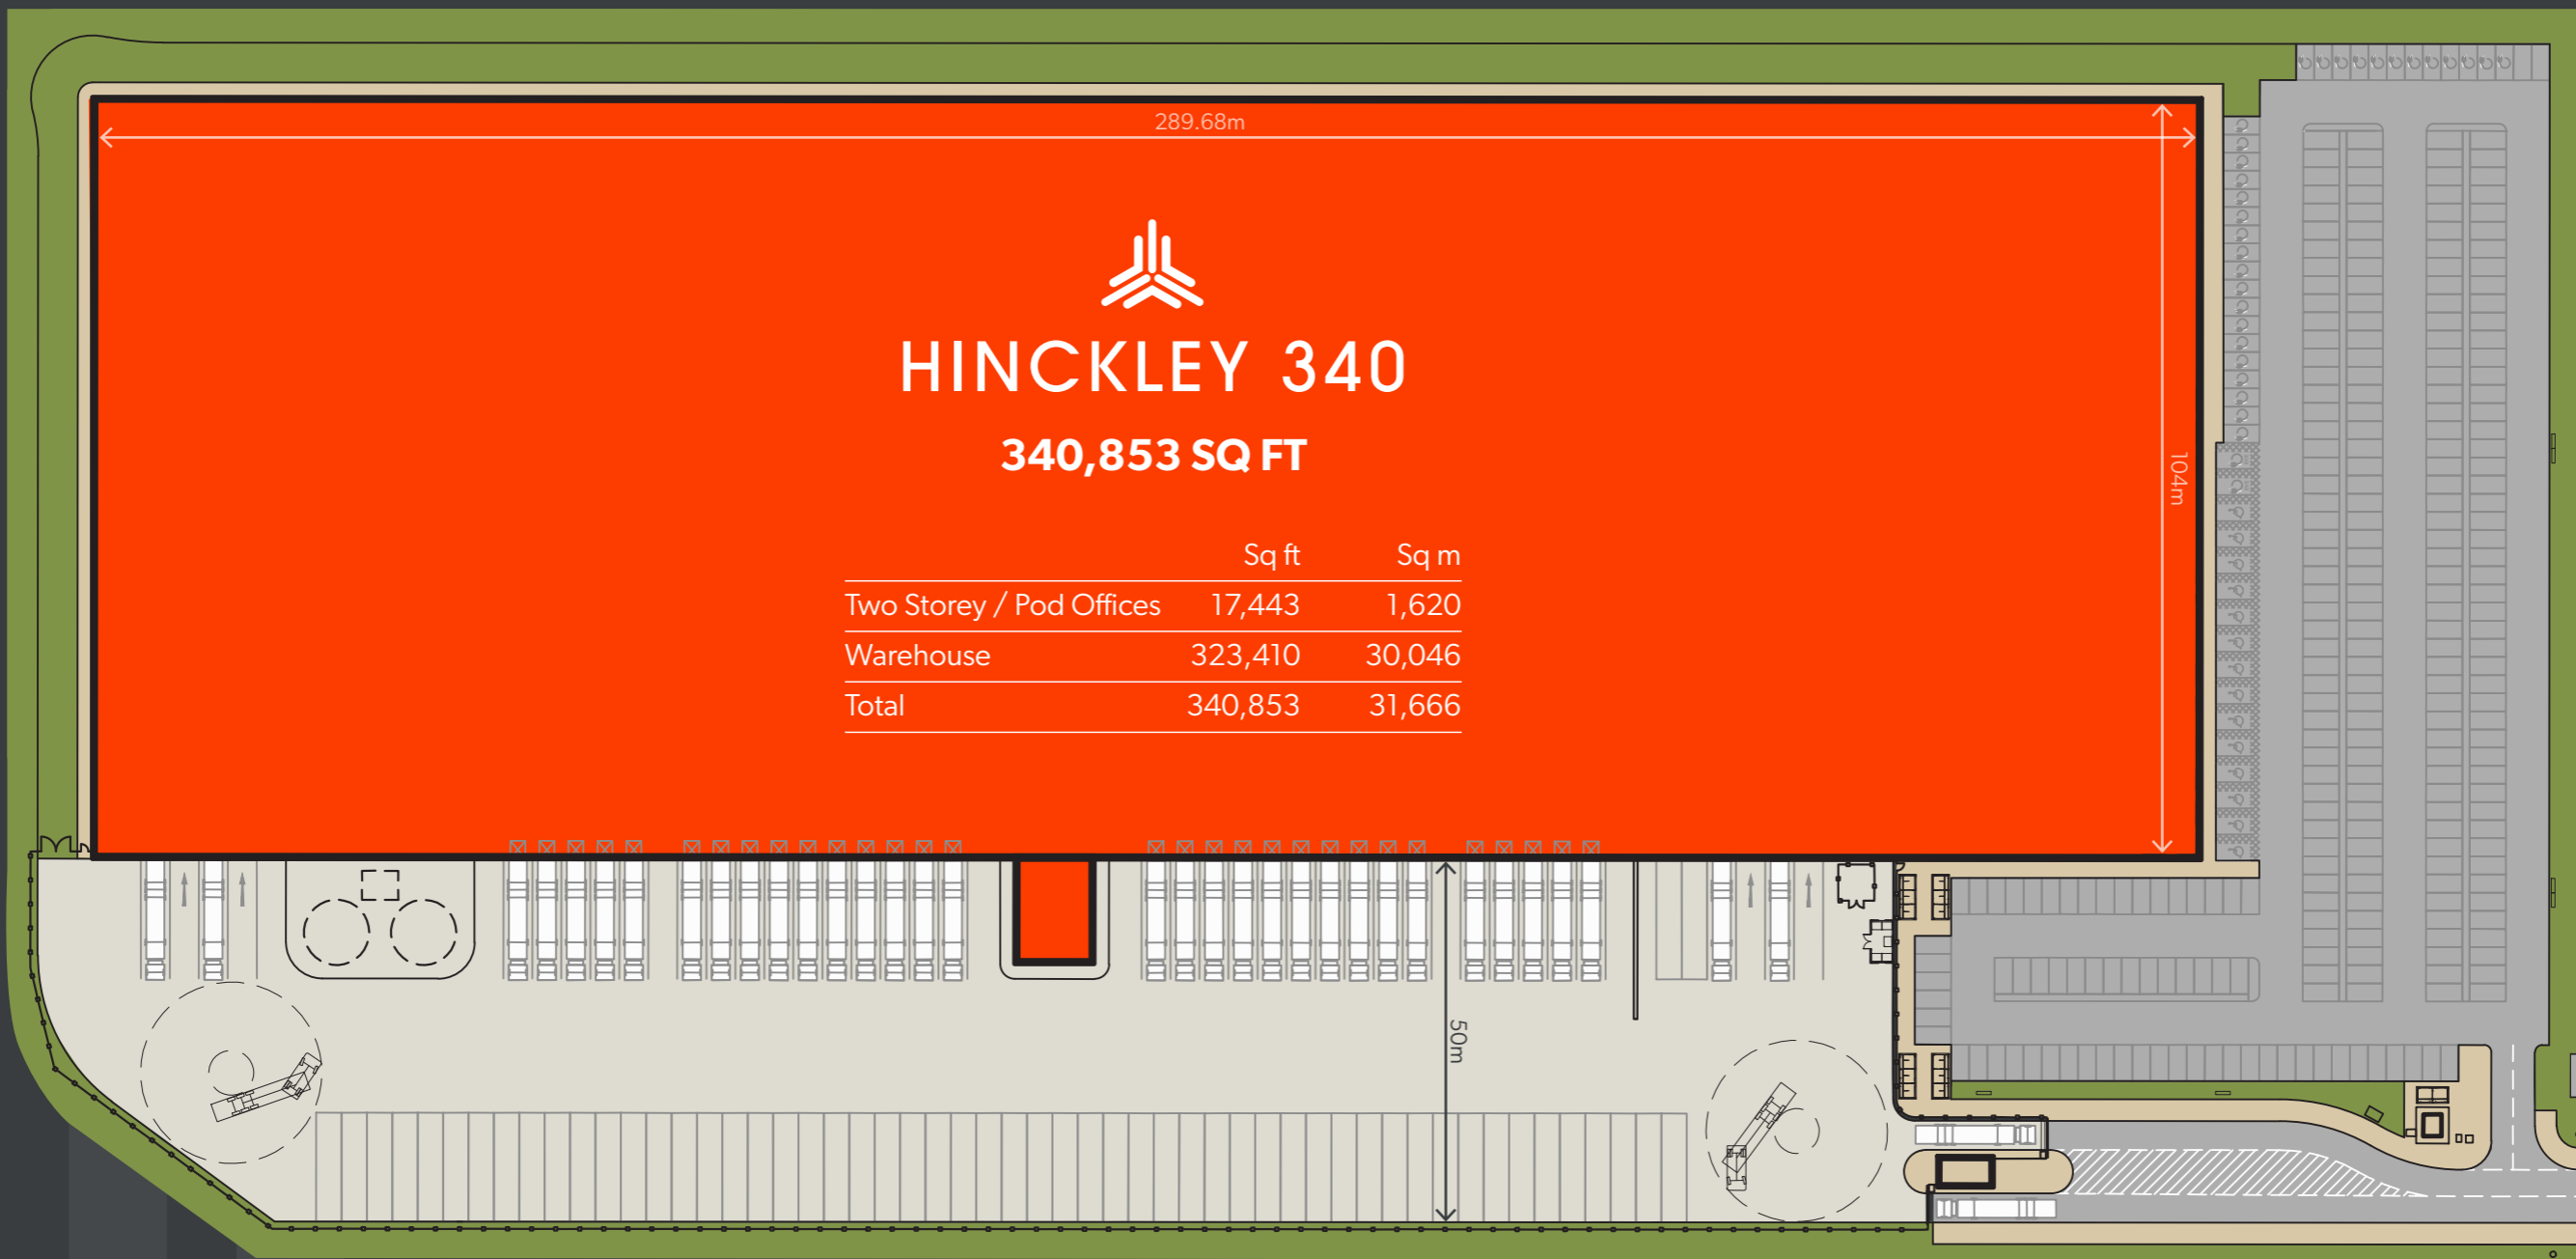 289.68m
HINCKLEY 340
340,853 SQ FT
104m
Sq ft Sq m
Two Storey / Pod Offices 17,443 1,620
Warehouse 323,410 30,046
Total 340,853 31,666
50m